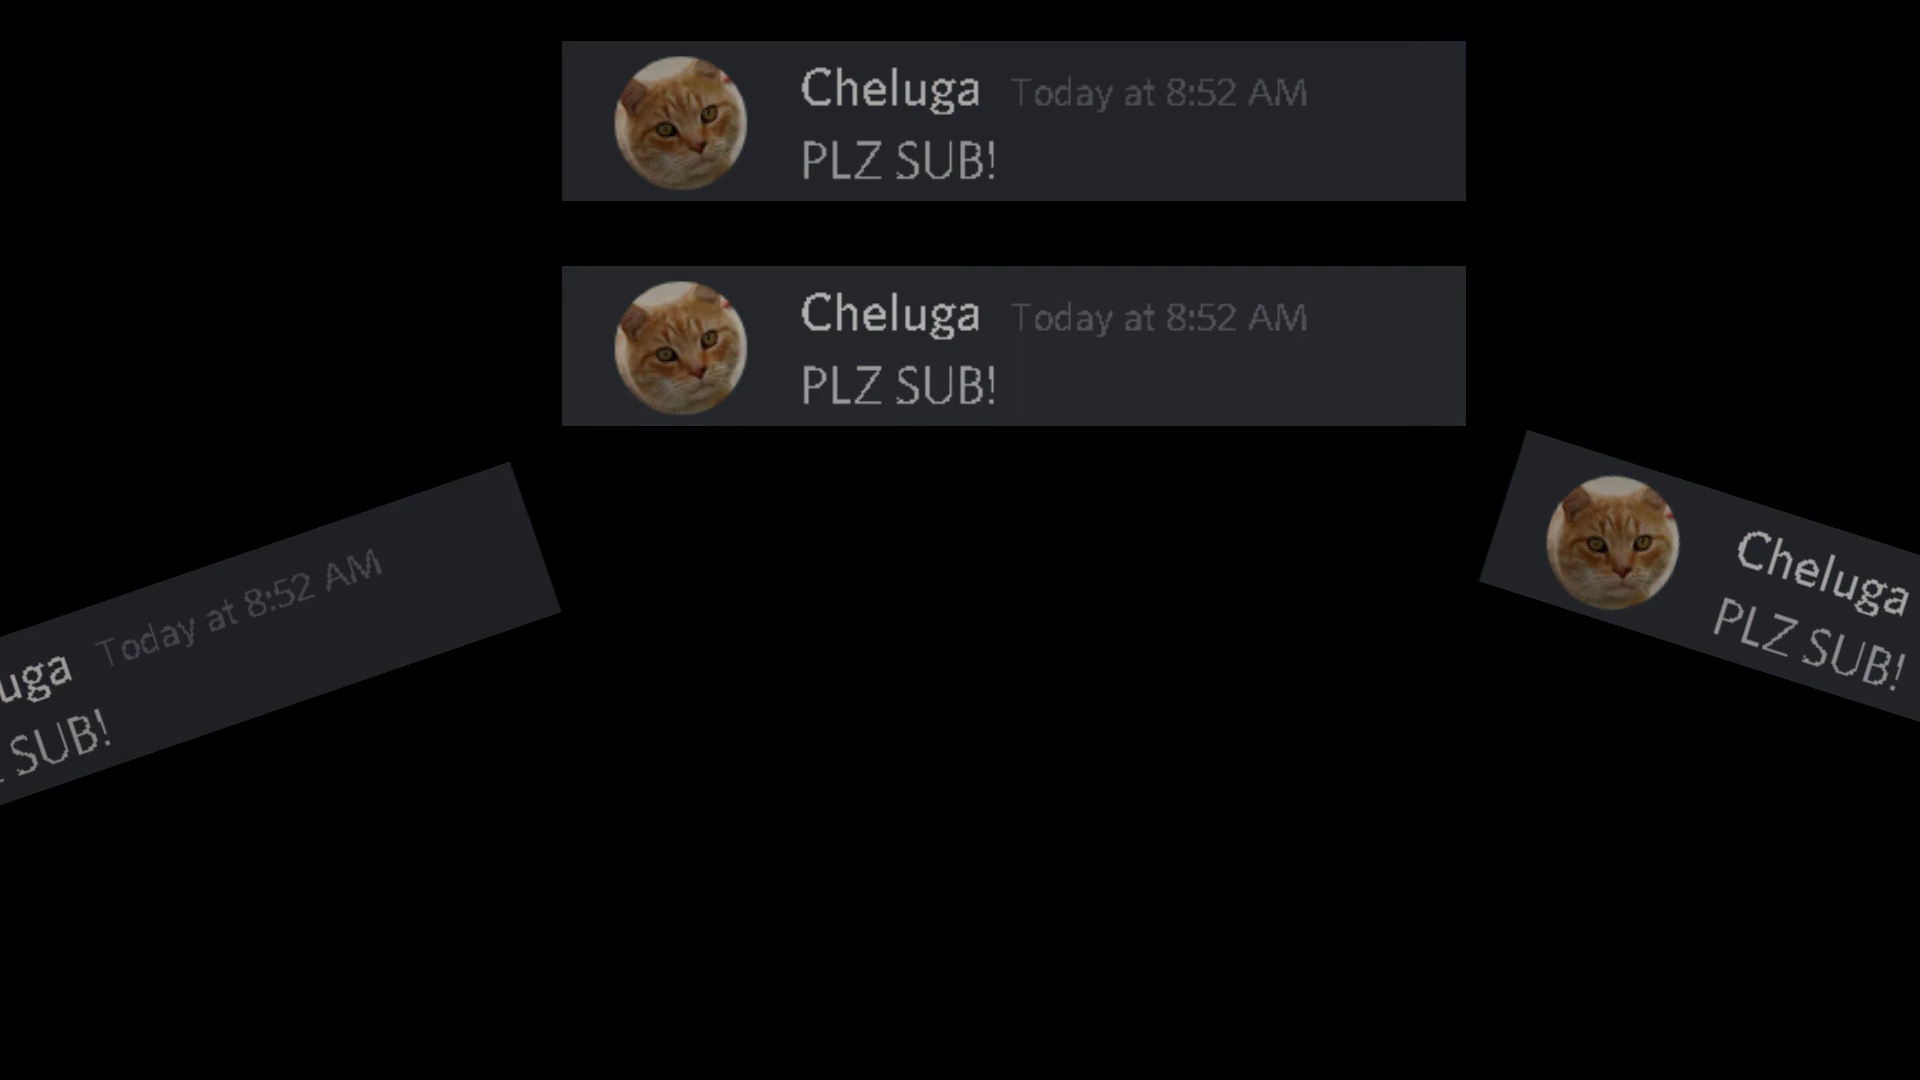 Cheluga Today at 8:52 AM
PLZ SUB!
Cheluga Today at 8:52 AM
PLZ SUB!
uga Today at 8:52 AM
SUB!
Cheluga
PLZ SUB!